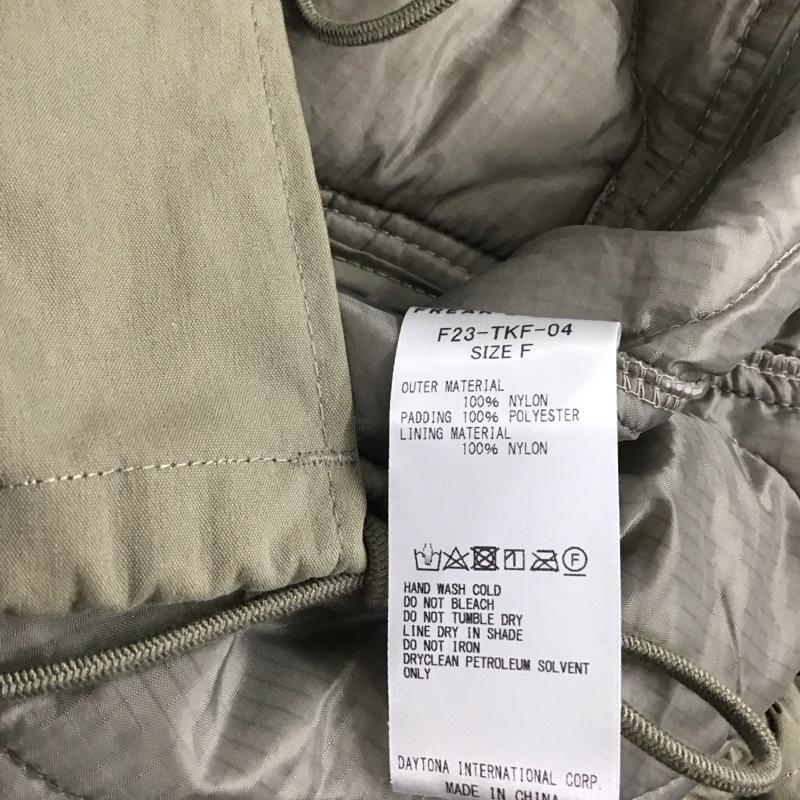 F23-TKF-04
SIZE F
OUTER MATERIAL
100% NYLON
PADDING 100% POLYESTER
LINING MATERIAL
100% NYLON
F
HAND WASH COLD
DO NOT BLEACH
DO NOT TUMBLE DRY
LINE DRY IN SHADE
DO NOT IRON
DRYCLEAN PETROLEUM SOLVENT
ONLY
DAYTONA INTERNATIONAL CORP.
MADE IN CHINA